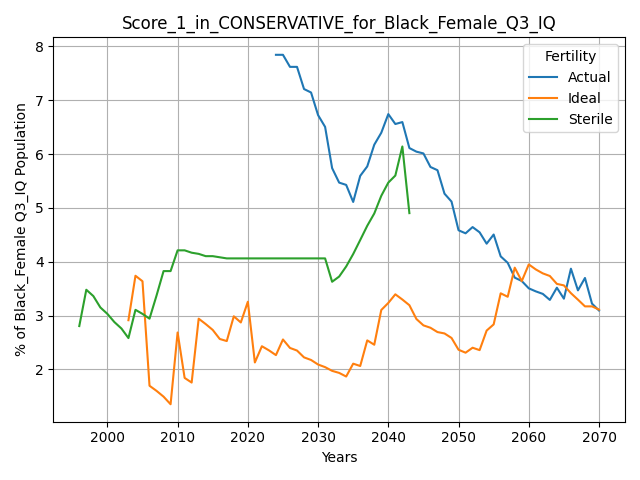 Score_1_in_CONSERVATIVE_for_Black_Female_Q3_IQ
% of Black_Female Q3_IQ Population
8
7
6
5
4
3
2
Fertility
Actual
Ideal
Sterile
2000 2010 2020 2030 2040 2050 2060 2070
Years